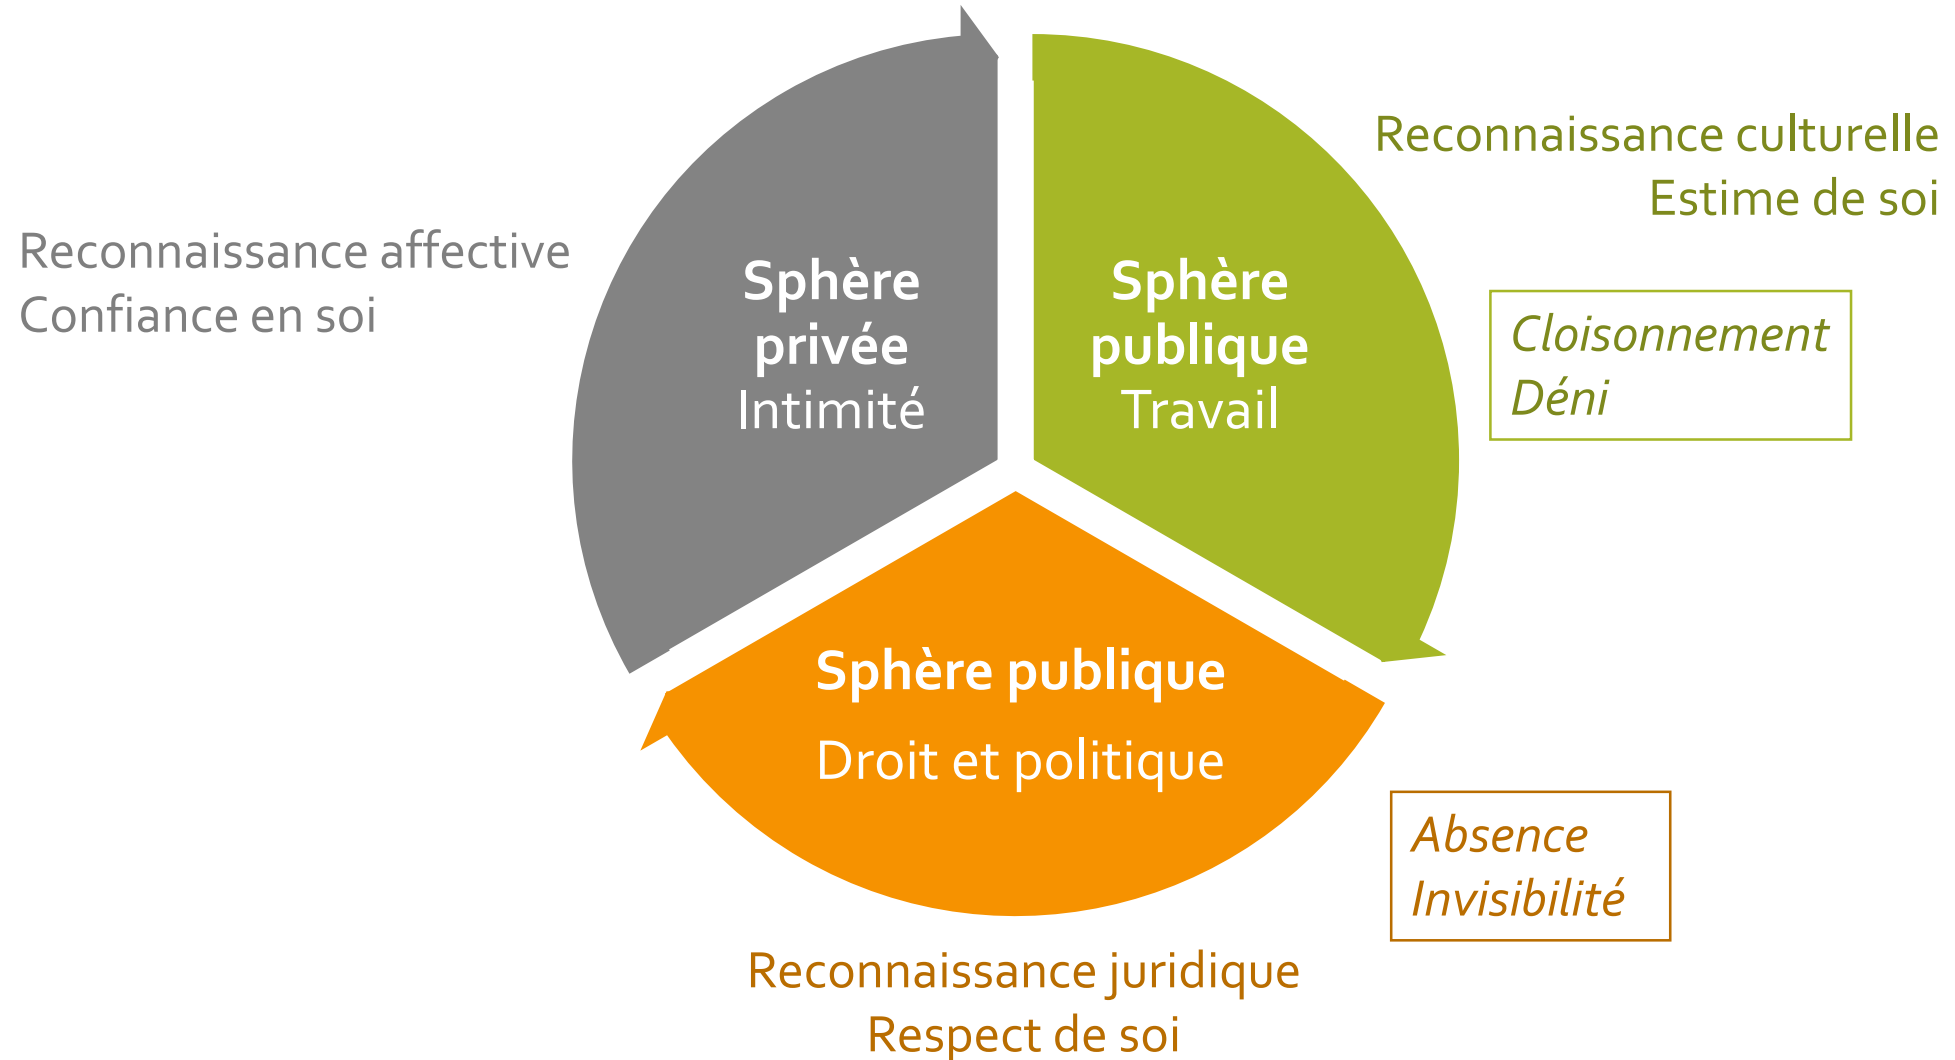 Reconnaissance affective
Confiance en soi
Sphère
privée
Intimité
Sphère
publique
Travail
Reconnaissance culturelle
Estime de soi
Cloisonnement
Déni
Sphère publique
Droit et politique
Absence
Invisibilité
Reconnaissance juridique
Respect de soi